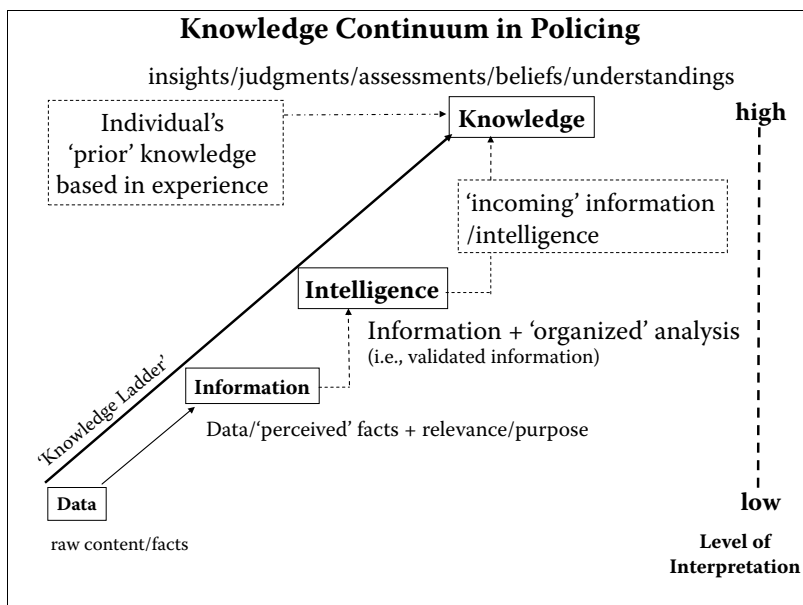 Knowledge Continuum in Policing
insights/judgments/assessments/beliefs/understandings
Individual’s
‘prior’ knowledge
based in experience
Knowledge
high
‘incoming’ information
/intelligence
Intelligence
Information + ‘organized’ analysis
(i.e., validated information)
‘Knowledge Ladder’
Information
Data/‘perceived’ facts + relevance/purpose
Data
raw content/facts
low
Level of
Interpretation